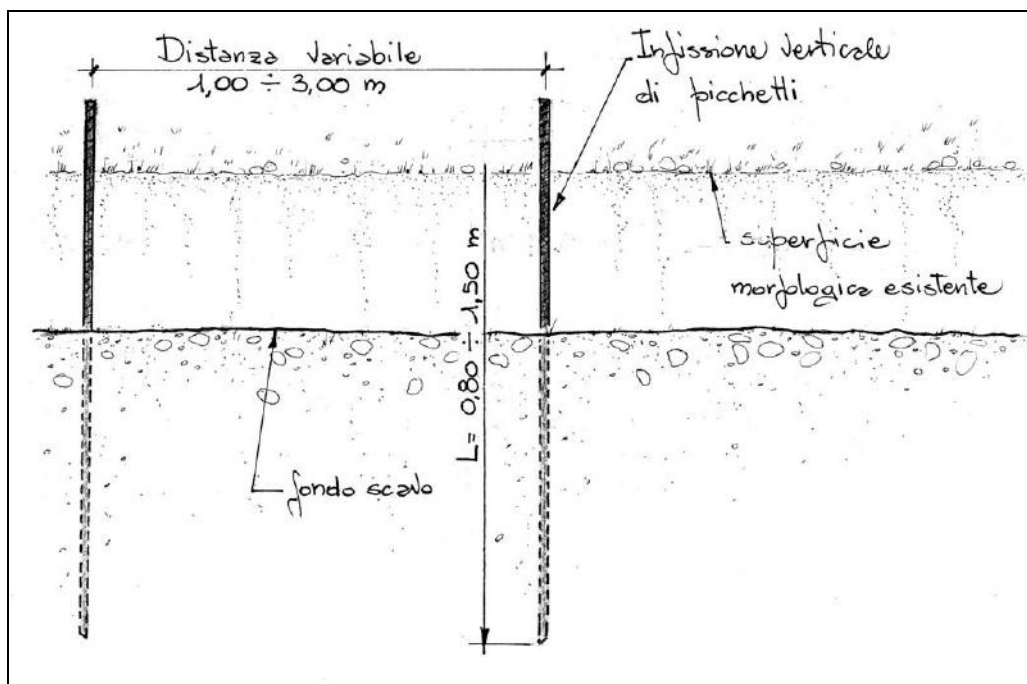 Distanza variabile
1,00 ÷ 3,00 m
Infissione verticale
di picchetti
superficie
morfologica esistente
L= 0,80 ÷ 1,50 m
fondo scavo